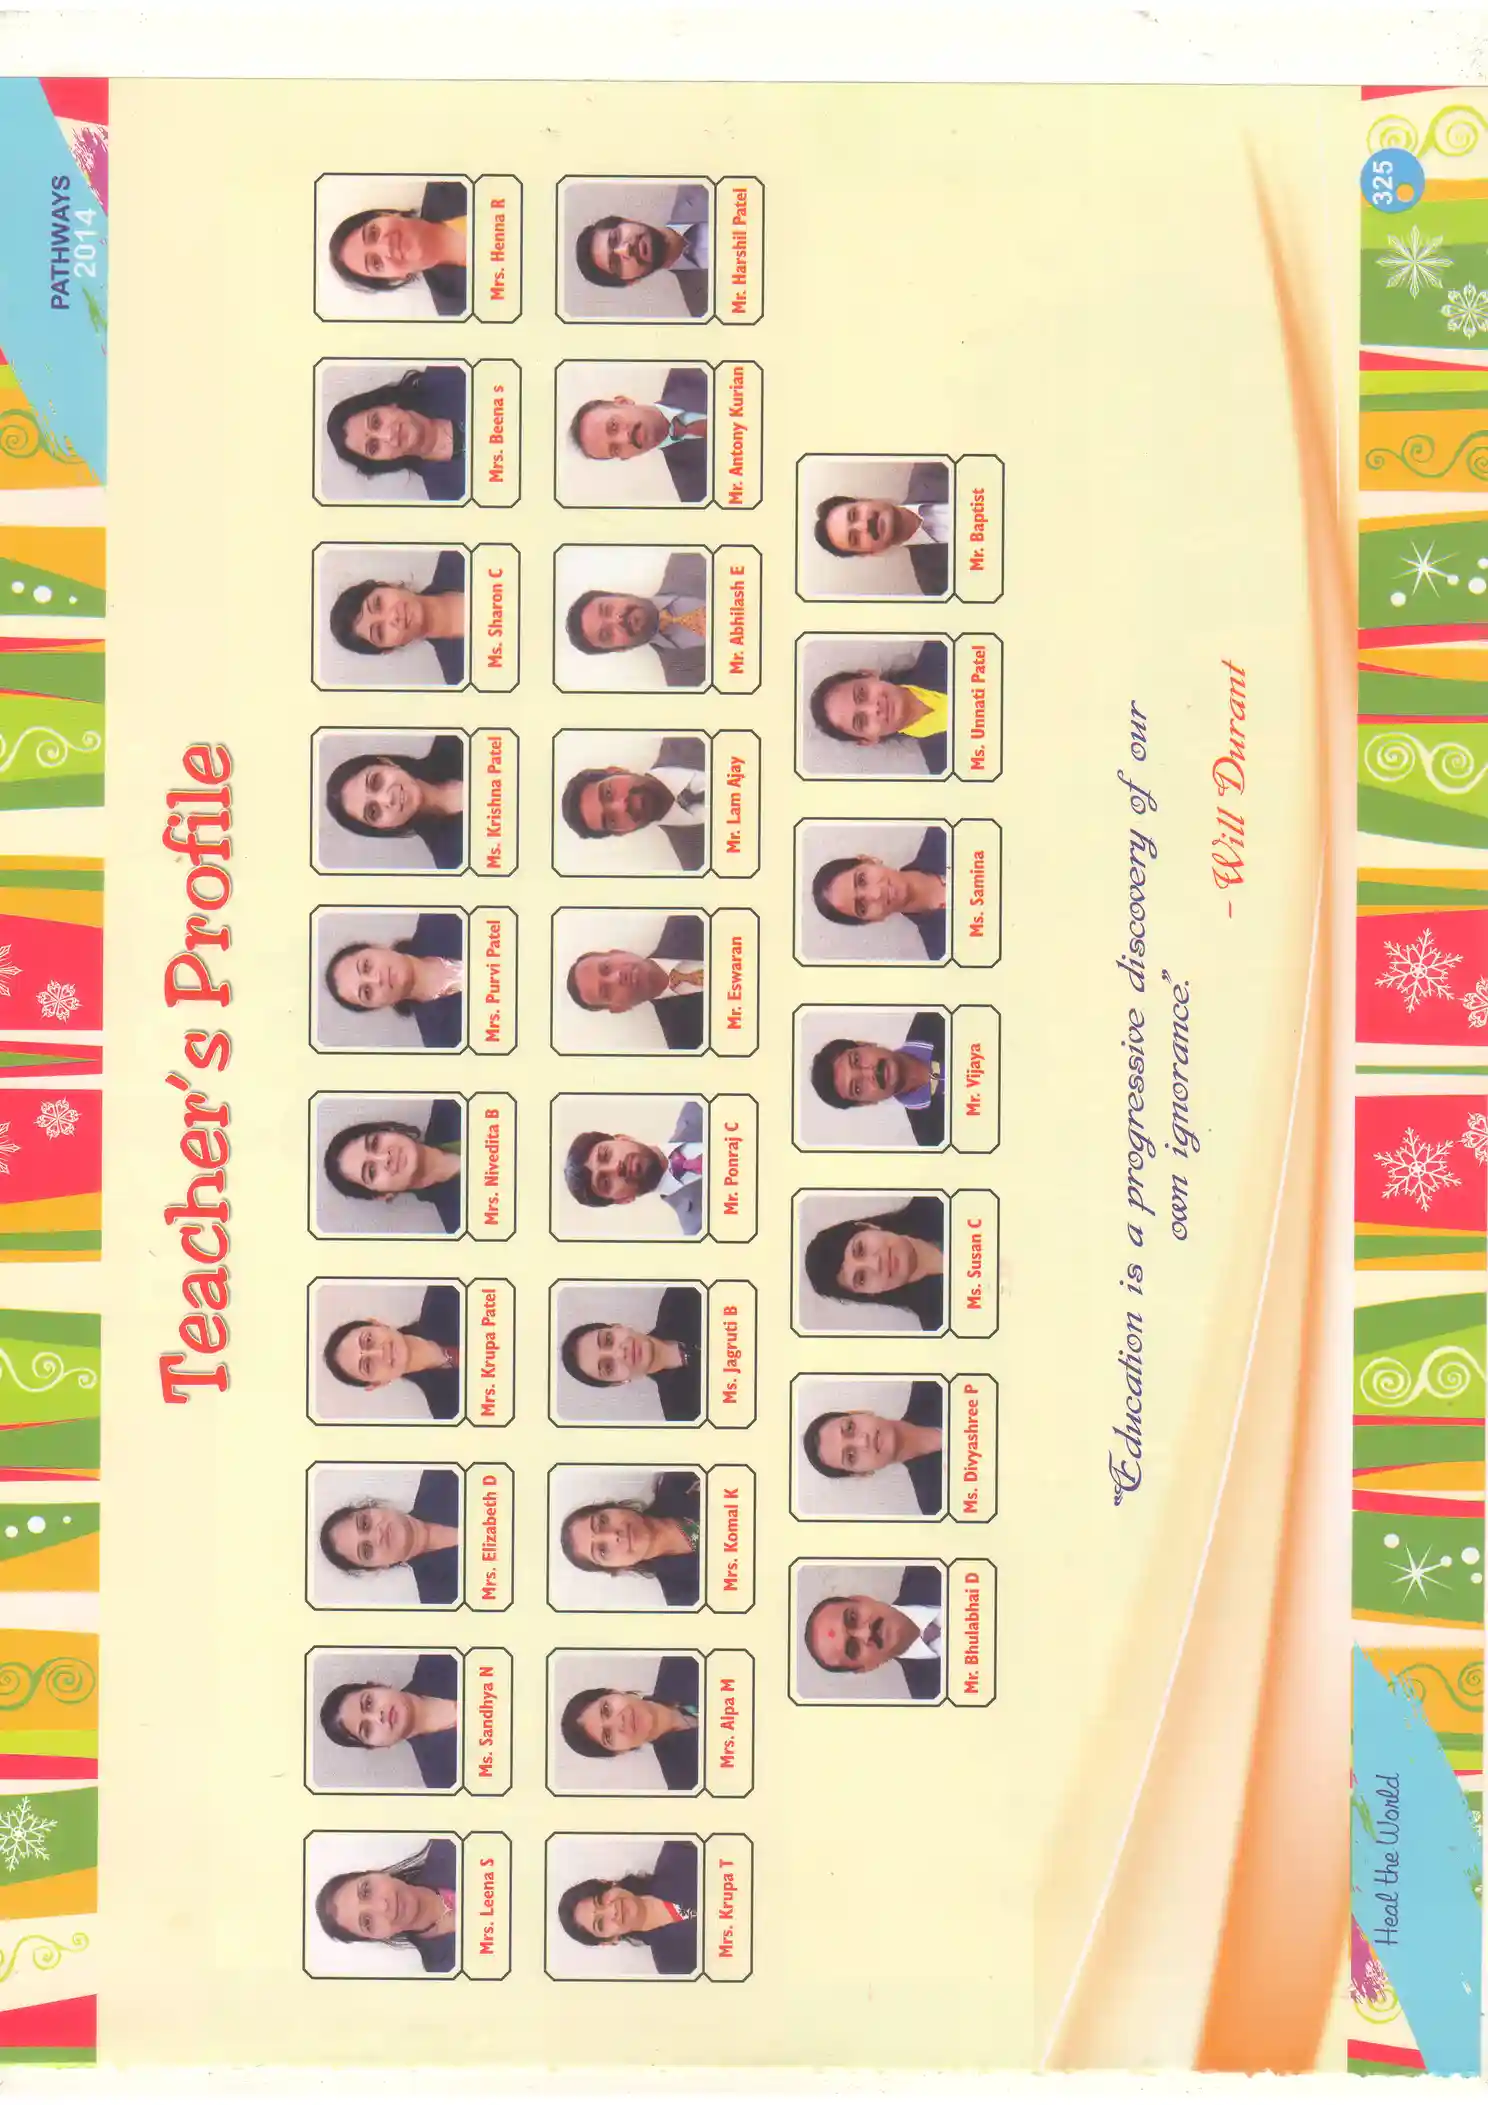 PATHWAYS
2014
Teacher's Profile
Mrs. Leena S
Ms. Sandhya N
Mrs. Elizabeth D
Mrs. Krupa Patel
Mrs. Nivedita B
Mrs. Purvi Patel
Ms. Krishna Patel
Ms. Sharon C
Mrs. Beena s
Mrs. Henna R
Mrs. Krupa T
Mrs. Alpa M
Mrs. Komal K
Ms. Jagruti B
Mr. Ponraj C
Mr. Eswaran
Mr. Lam Ajay
Mr. Abhilash E
Mr. Antony Kurian
Mr. Harshil Patel
Mr. Bhulabhai D
Ms. Divyashree P
Ms. Susan C
Mr. Vijaya
Ms. Samina
Ms. Unnati Patel
Mr. Baptist
"Education is a progressive discovery of our
own ignorance."
- Will Durant
Heal the World
325